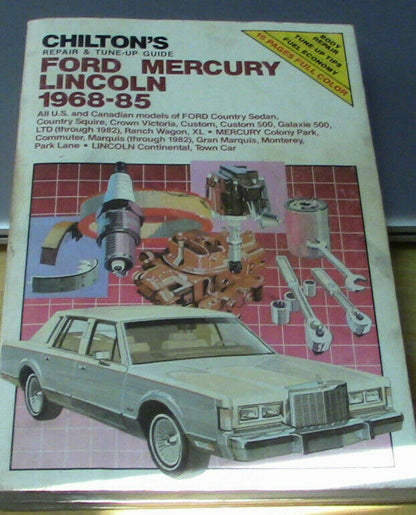 CHILTON'S
REPAIR & TUNE-UP GUIDE
FORD MERCURY
LINCOLN
1968-85
All U.S. and Canadian models of FORD Country Sedan,
Country Squire, Crown Victoria, Custom, Custom 500, Galaxie 500,
LTD (through 1982), Ranch Wagon, XL • MERCURY Colony Park,
Commuter, Marquis (through 1982), Gran Marquis, Monterey,
Park Lane • LINCOLN Continental, Town Car
BODY
REPAIR
TUNE-UP TIPS
FUEL ECONOMY
16 PAGES FULL COLOR